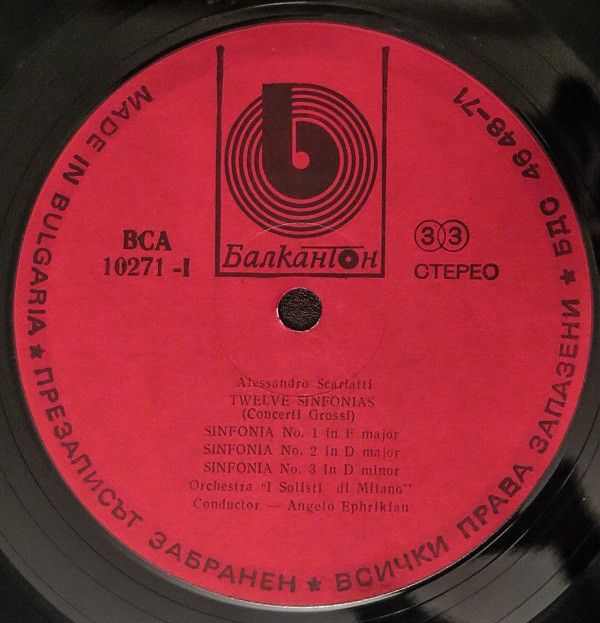 MADE IN BULGARIA ★ ПРЕЗАПИСЪТ ЗАБРАНЕН ★ ВСИЧКИ ПРАВА ЗАПАЗЕНИ ★ БДС 4648-71
b
Балкантон
ВСА
10271 -I
33
СТЕРЕО
Alessandro Scarlatti
TWELVE SINFONIAS
(Concerti Grossi)
SINFONIA No. 1 in F major
SINFONIA No. 2 in D major
SINFONIA No. 3 in D minor
Orchestra "I Solisti di Milano"
Conductor — Angelo Ephrikian